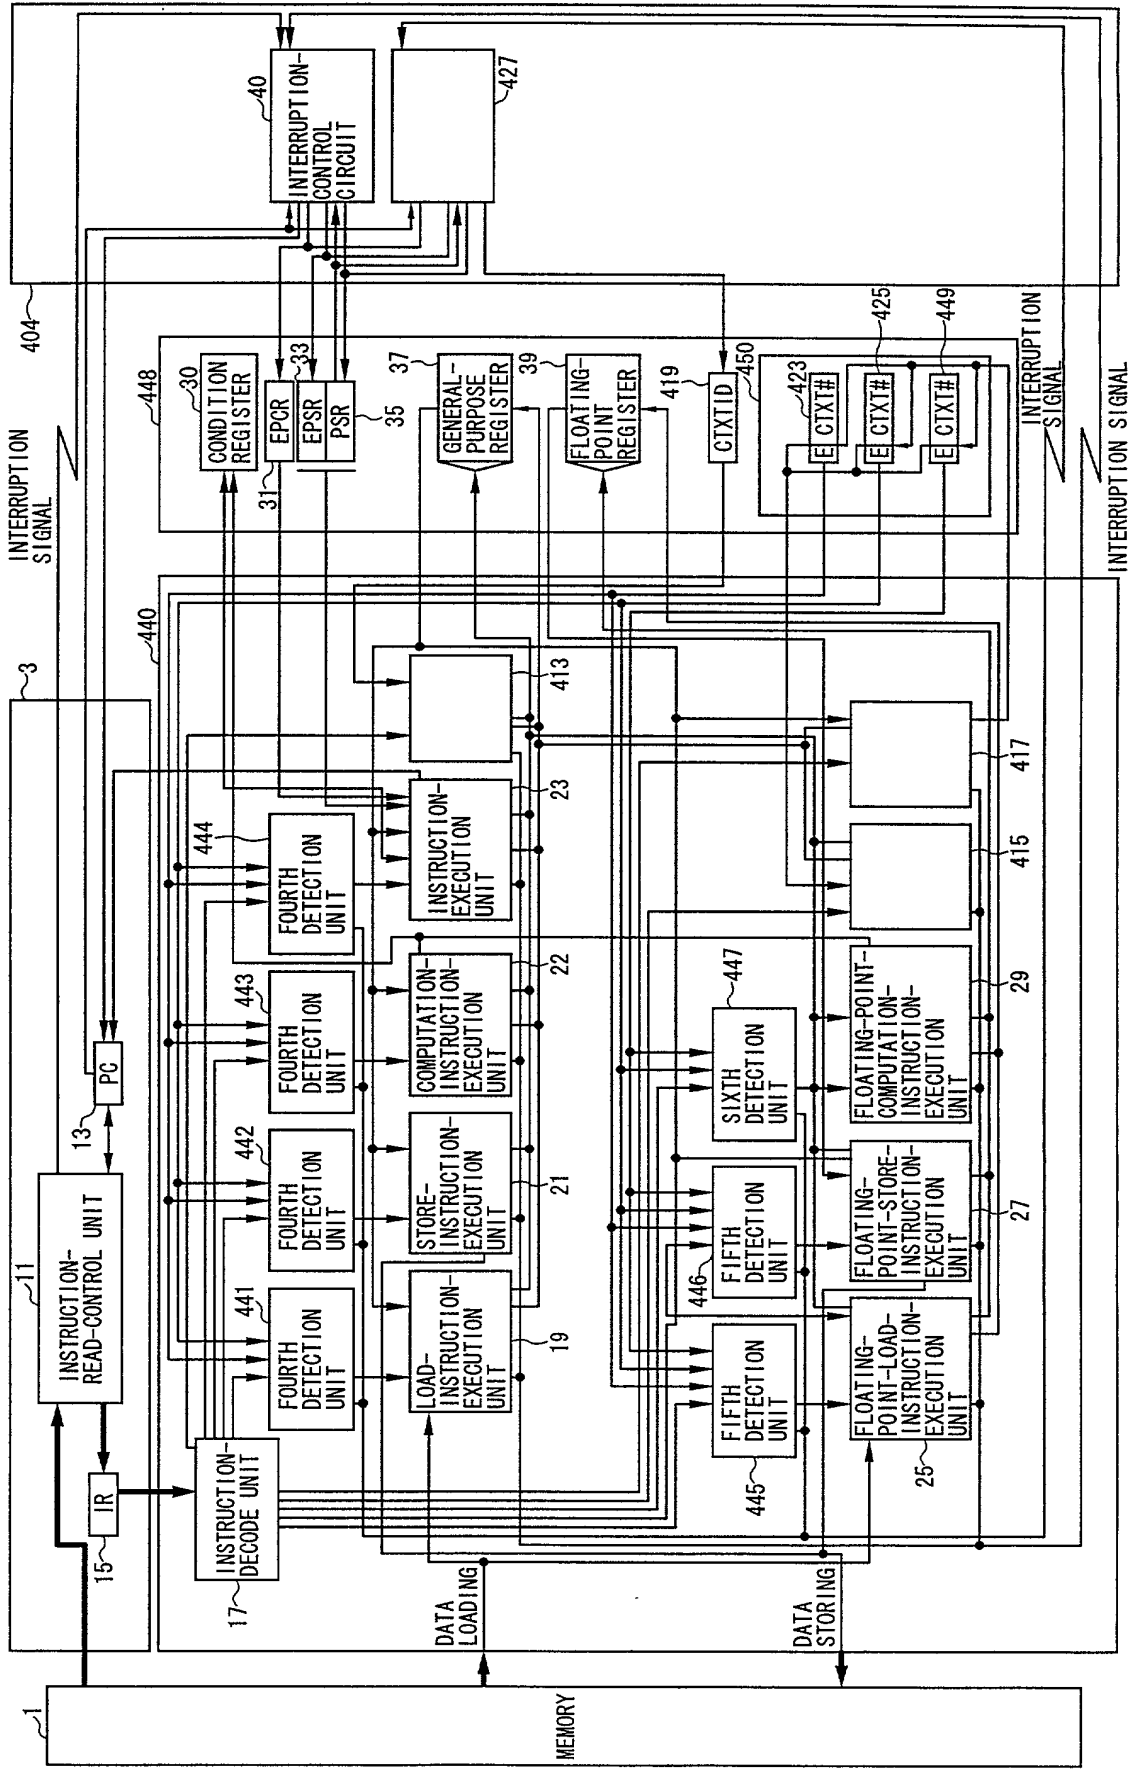 1
MEMORY
3
11
INSTRUCTION-
READ-CONTROL UNIT
13
PC
15
IR
INTERRUPTION
SIGNAL
404
40
INTERRUPTION-
CONTROL
CIRCUIT
427
440
17
INSTRUCTION-
DECODE UNIT
441
FOURTH
DETECTION
UNIT
442
FOURTH
DETECTION
UNIT
443
FOURTH
DETECTION
UNIT
444
FOURTH
DETECTION
UNIT
LOAD-
INSTRUCTION-
EXECUTION
UNIT
19
STORE-
INSTRUCTION-
EXECUTION
UNIT
21
COMPUTATION-
INSTRUCTION-
EXECUTION
UNIT
22
INSTRUCTION-
EXECUTION
UNIT
23
413
DATA
LOADING
DATA
STORING
445
FIFTH
DETECTION
UNIT
446
FIFTH
DETECTION
UNIT
447
SIXTH
DETECTION
UNIT
FLOATING-
POINT-LOAD-
INSTRUCTION-
EXECUTION
UNIT
25
FLOATING-
POINT-STORE-
INSTRUCTION-
EXECUTION
UNIT
27
FLOATING-POINT-
COMPUTATION-
INSTRUCTION-
EXECUTION
UNIT
29
415
417
448
30
CONDITION
REGISTER
31
EPCR
33
EPSR
PSR
35
37
GENERAL-
PURPOSE
REGISTER
39
FLOATING-
POINT
REGISTER
419
CTXTID
450
423
E CTXT#
425
E CTXT#
449
E CTXT#
INTERRUPTION
SIGNAL
INTERRUPTION SIGNAL